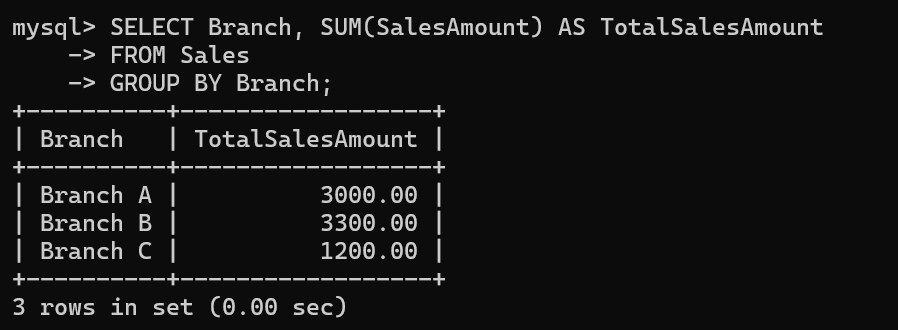 mysql> SELECT Branch, SUM(SalesAmount) AS TotalSalesAmount
    -> FROM Sales
    -> GROUP BY Branch;
+----------+------------------+
| Branch   | TotalSalesAmount |
+----------+------------------+
| Branch A |          3000.00 |
| Branch B |          3300.00 |
| Branch C |          1200.00 |
+----------+------------------+
3 rows in set (0.00 sec)